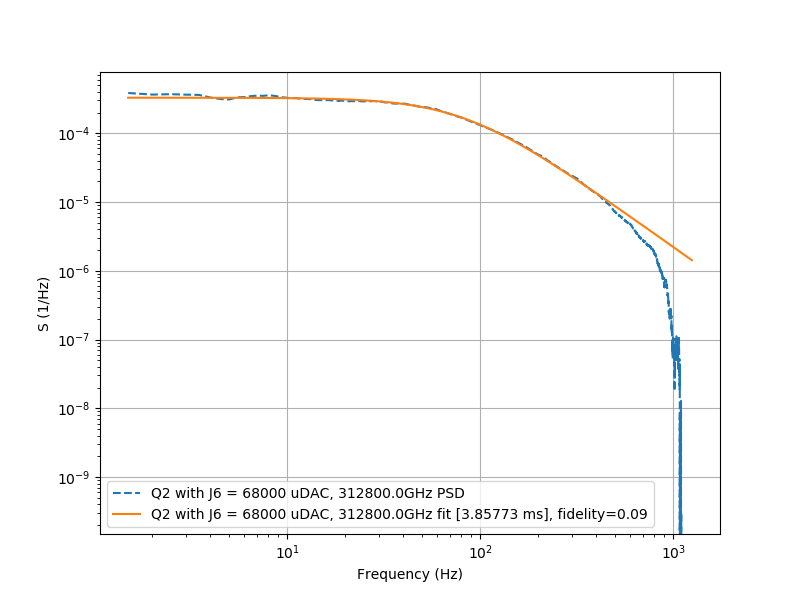 S (1/Hz)
10⁻⁴
10⁻⁵
10⁻⁶
10⁻⁷
10⁻⁸
10⁻⁹
Q2 with J6 = 68000 uDAC, 312800.0GHz PSD
Q2 with J6 = 68000 uDAC, 312800.0GHz fit [3.85773 ms], fidelity=0.09
10¹ 10² 10³
Frequency (Hz)